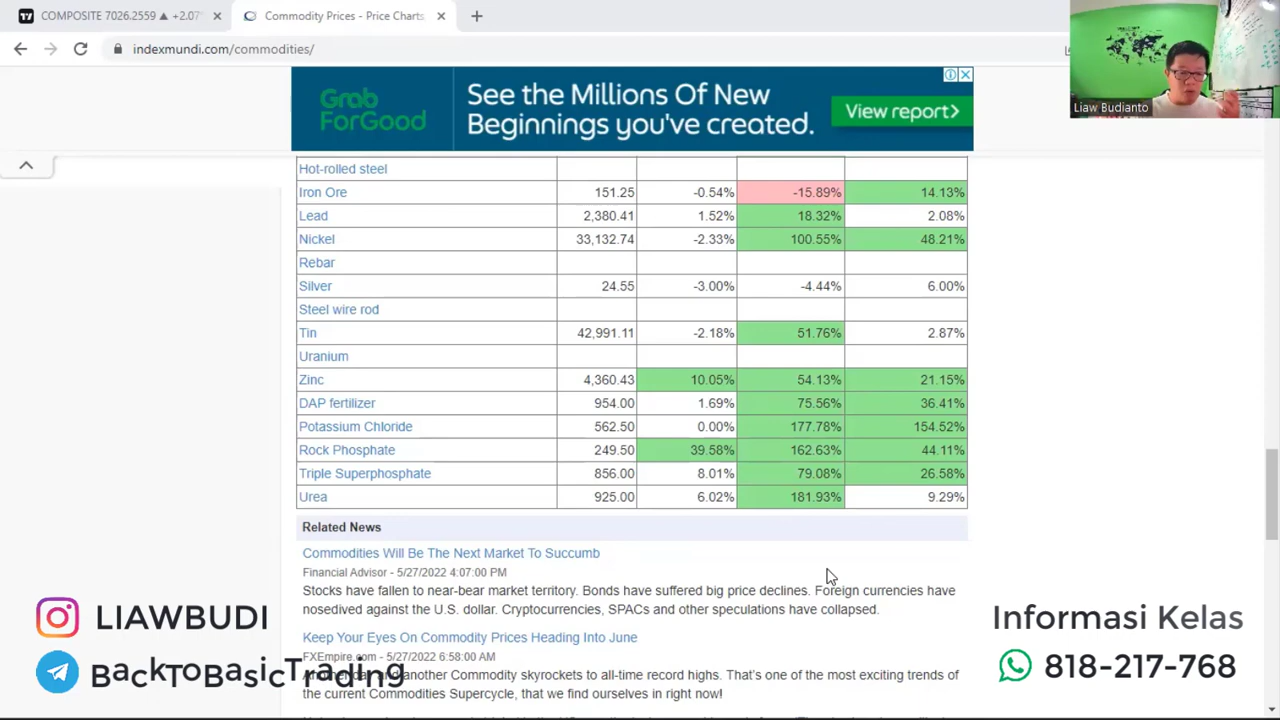 COMPOSITE 7026.2559 ▲ +2.07%
Commodity Prices - Price Charts,
indexmundi.com/commodities/
Grab
ForGood
See the Millions Of New
Beginnings you've created.
View report>
Liaw Budianto
Hot-rolled steel
Iron Ore 151.25 -0.54% -15.89% 14.13%
Lead 2,380.41 1.52% 18.32% 2.08%
Nickel 33,132.74 -2.33% 100.55% 48.21%
Rebar
Silver 24.55 -3.00% -4.44% 6.00%
Steel wire rod
Tin 42,991.11 -2.18% 51.76% 2.87%
Uranium
Zinc 4,360.43 10.05% 54.13% 21.15%
DAP fertilizer 954.00 1.69% 75.56% 36.41%
Potassium Chloride 562.50 0.00% 177.78% 154.52%
Rock Phosphate 249.50 39.58% 162.63% 44.11%
Triple Superphosphate 856.00 8.01% 79.08% 26.58%
Urea 925.00 6.02% 181.93% 9.29%
Related News
Commodities Will Be The Next Market To Succumb
Financial Advisor - 5/27/2022 4:07:00 PM
Stocks have fallen to near-bear market territory. Bonds have suffered big price declines. Foreign currencies have
nosedived against the U.S. dollar. Cryptocurrencies, SPACs and other speculations have collapsed.
Keep Your Eyes On Commodity Prices Heading Into June
FXEmpire.com - 5/27/2022 6:58:00 AM
another Commodity skyrockets to all-time record highs. That's one of the most exciting trends of
the current Commodities Supercycle, that we find ourselves in right now!
LIAWBUDI
BACKTOBASICTrading
Informasi Kelas
818-217-768